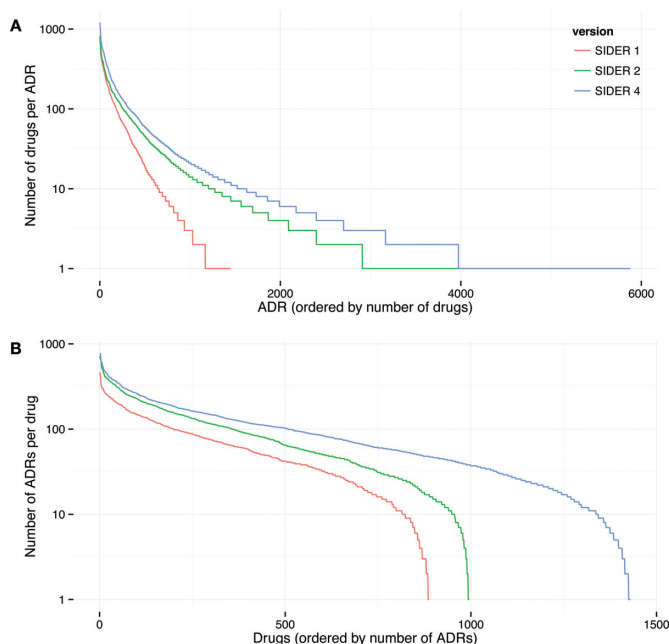 A
1000
100
10
1
Number of drugs per ADR
version
SIDER 1
SIDER 2
SIDER 4
0
2000
4000
6000
ADR (ordered by number of drugs)
B
1000
100
10
1
Number of ADRs per drug
0
500
1000
1500
Drugs (ordered by number of ADRs)